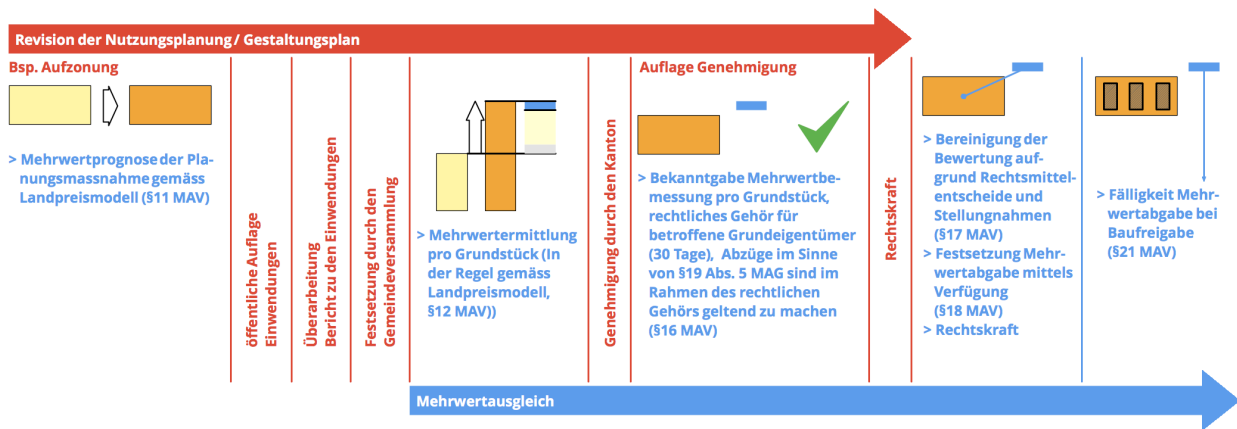 Revision der Nutzungsplanung / Gestaltungsplan
Bsp. Aufzonung
> Mehrwertprognose der Pla-
nungsmassnahme gemäss
Landpreismodell (§11 MAV)
öffentliche Auflage
Einwendungen
Überarbeitung
Bericht zu den Einwendungen
Festsetzung durch den
Gemeindeversammlung
> Mehrwertermittlung
pro Grundstück (In
der Regel gemäss
Landpreismodell,
§12 MAV))
Genehmigung durch den Kanton
Auflage Genehmigung
> Bekanntgabe Mehrwertbe-
messung pro Grundstück,
rechtliches Gehör für
betroffene Grundeigentümer
(30 Tage), Abzüge im Sinne
von §19 Abs. 5 MAG sind im
Rahmen des rechtlichen
Gehörs geltend zu machen
(§16 MAV)
Rechtskraft
> Bereinigung der
Bewertung auf-
grund Rechtsmittel-
entscheide und
Stellungnahmen
(§17 MAV)
> Festsetzung Mehr-
wertabgabe mittels
Verfügung
(§18 MAV)
> Rechtskraft
> Fälligkeit Mehr-
wertabgabe bei
Baufreigabe
(§21 MAV)
Mehrwertausgleich